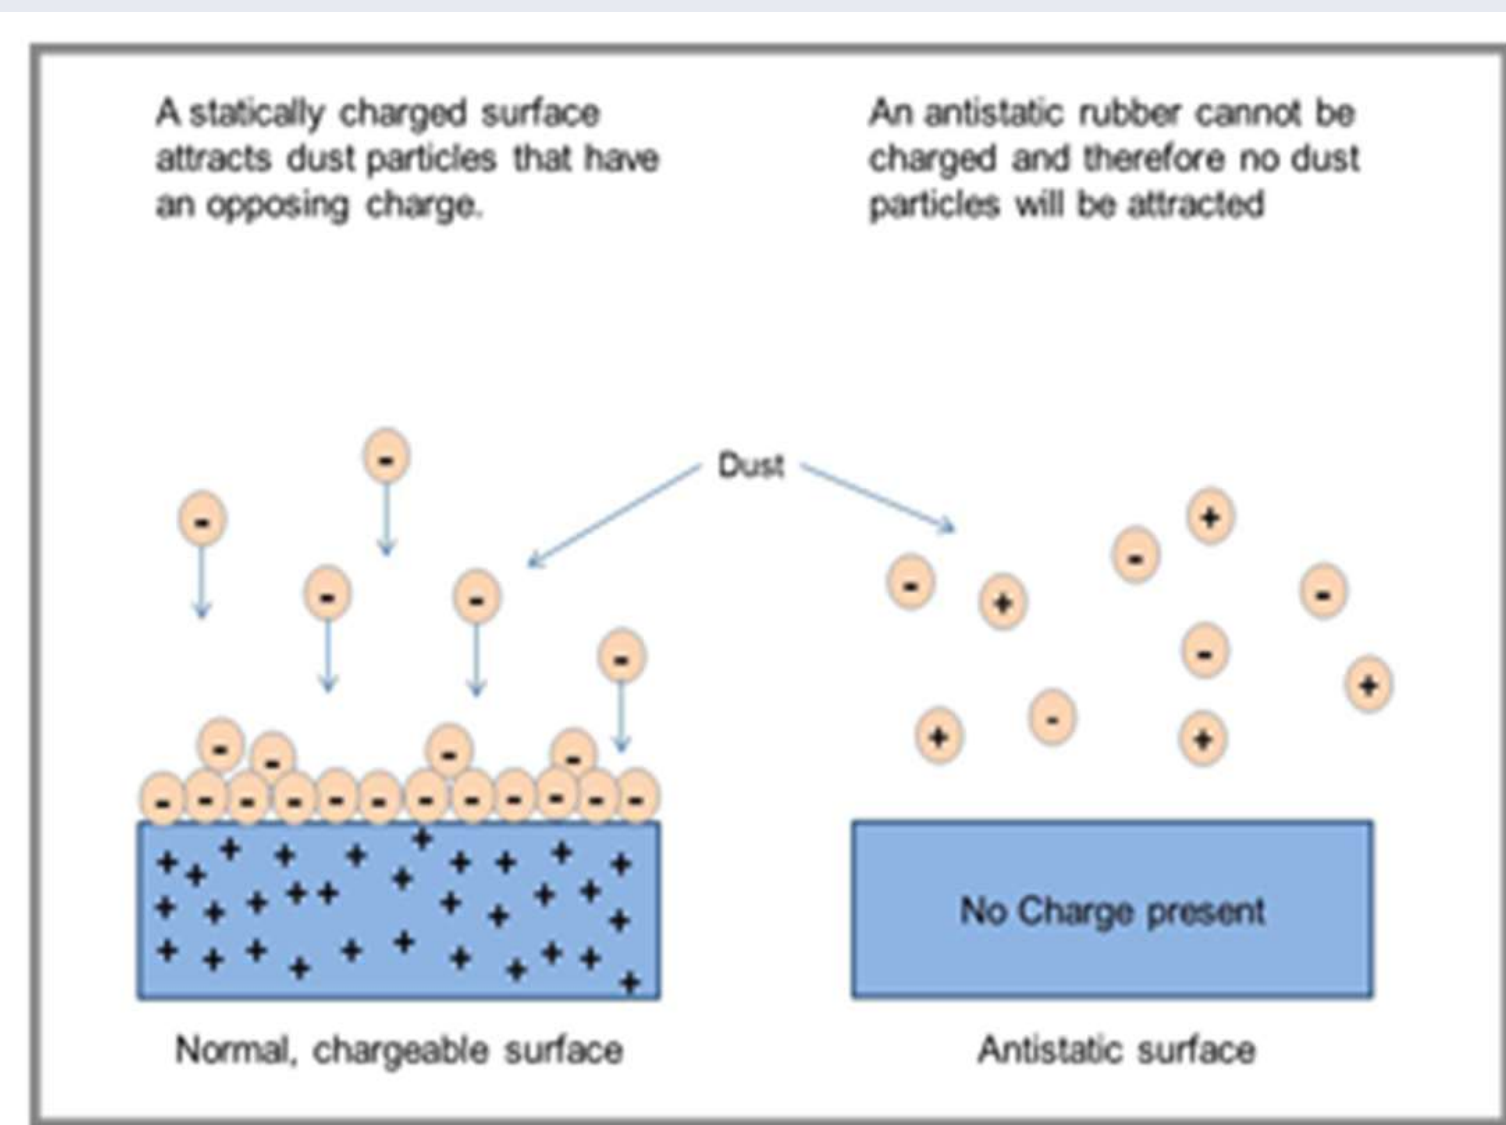 A statically charged surface
attracts dust particles that have
an opposing charge.
An antistatic rubber cannot be
charged and therefore no dust
particles will be attracted
Dust
No Charge present
Normal, chargeable surface
Antistatic surface